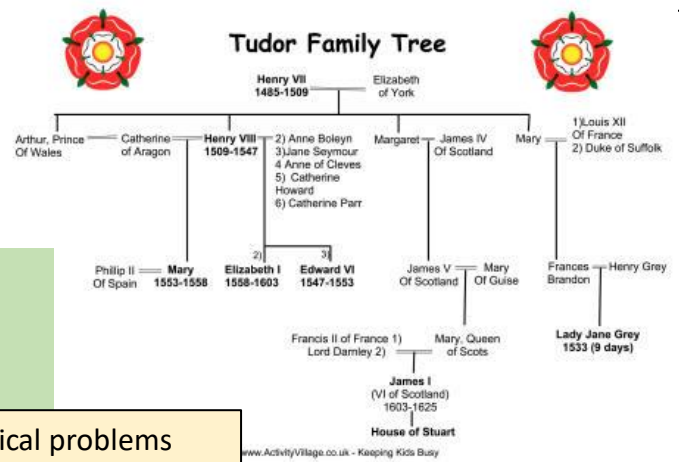 Tudor Family Tree
Henry VII
1485-1509
Elizabeth
of York
Arthur, Prince
Of Wales
Catherine
of Aragon
Henry VIII
1509-1547
2) Anne Boleyn
3)Jane Seymour
4 Anne of Cleves
5) Catherine
Howard
6) Catherine Parr
Margaret
James IV
Of Scotland
Mary
1)Louis XII
Of France
2) Duke of Suffolk
Phillip II
Of Spain
Mary
1553-1558
2)
Elizabeth I
1558-1603
3)
Edward VI
1547-1553
James V
Of Scotland
Mary
Of Guise
Frances
Brandon
Henry Grey
Lady Jane Grey
1533 (9 days)
Francis II of France 1)
Lord Darnley 2)
Mary, Queen
of Scots
James I
(VI of Scotland)
1603-1625
House of Stuart
ical problems
www.ActivityVillage.co.uk - Keeping Kids Busy